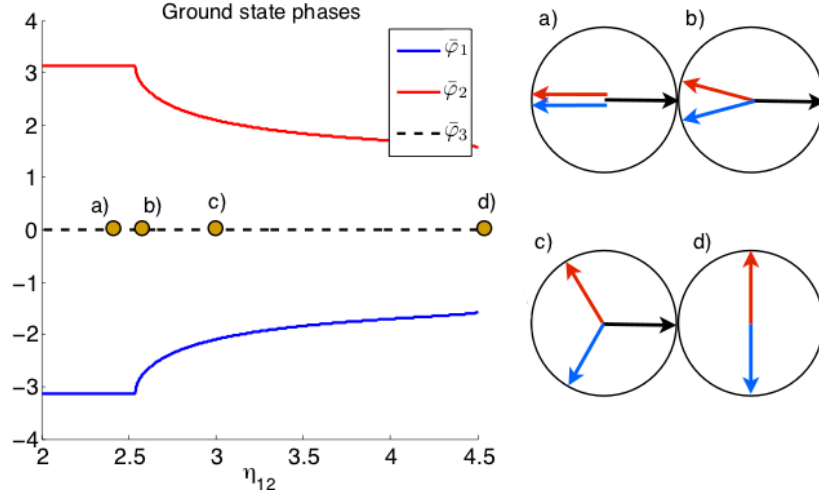 Ground state phases
4
3
2
1
0
−1
−2
−3
−4
2
2.5
3
3.5
4
4.5
η₁₂
φ̄₁
φ̄₂
φ̄₃
a)
b)
c)
d)
a)
b)
c)
d)